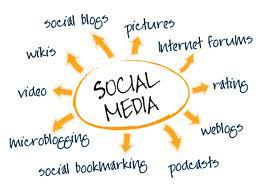 social blogs
pictures
Internet forums
wikis
video
SOCIAL
MEDIA
rating
microblogging
weblogs
social bookmarking
podcasts